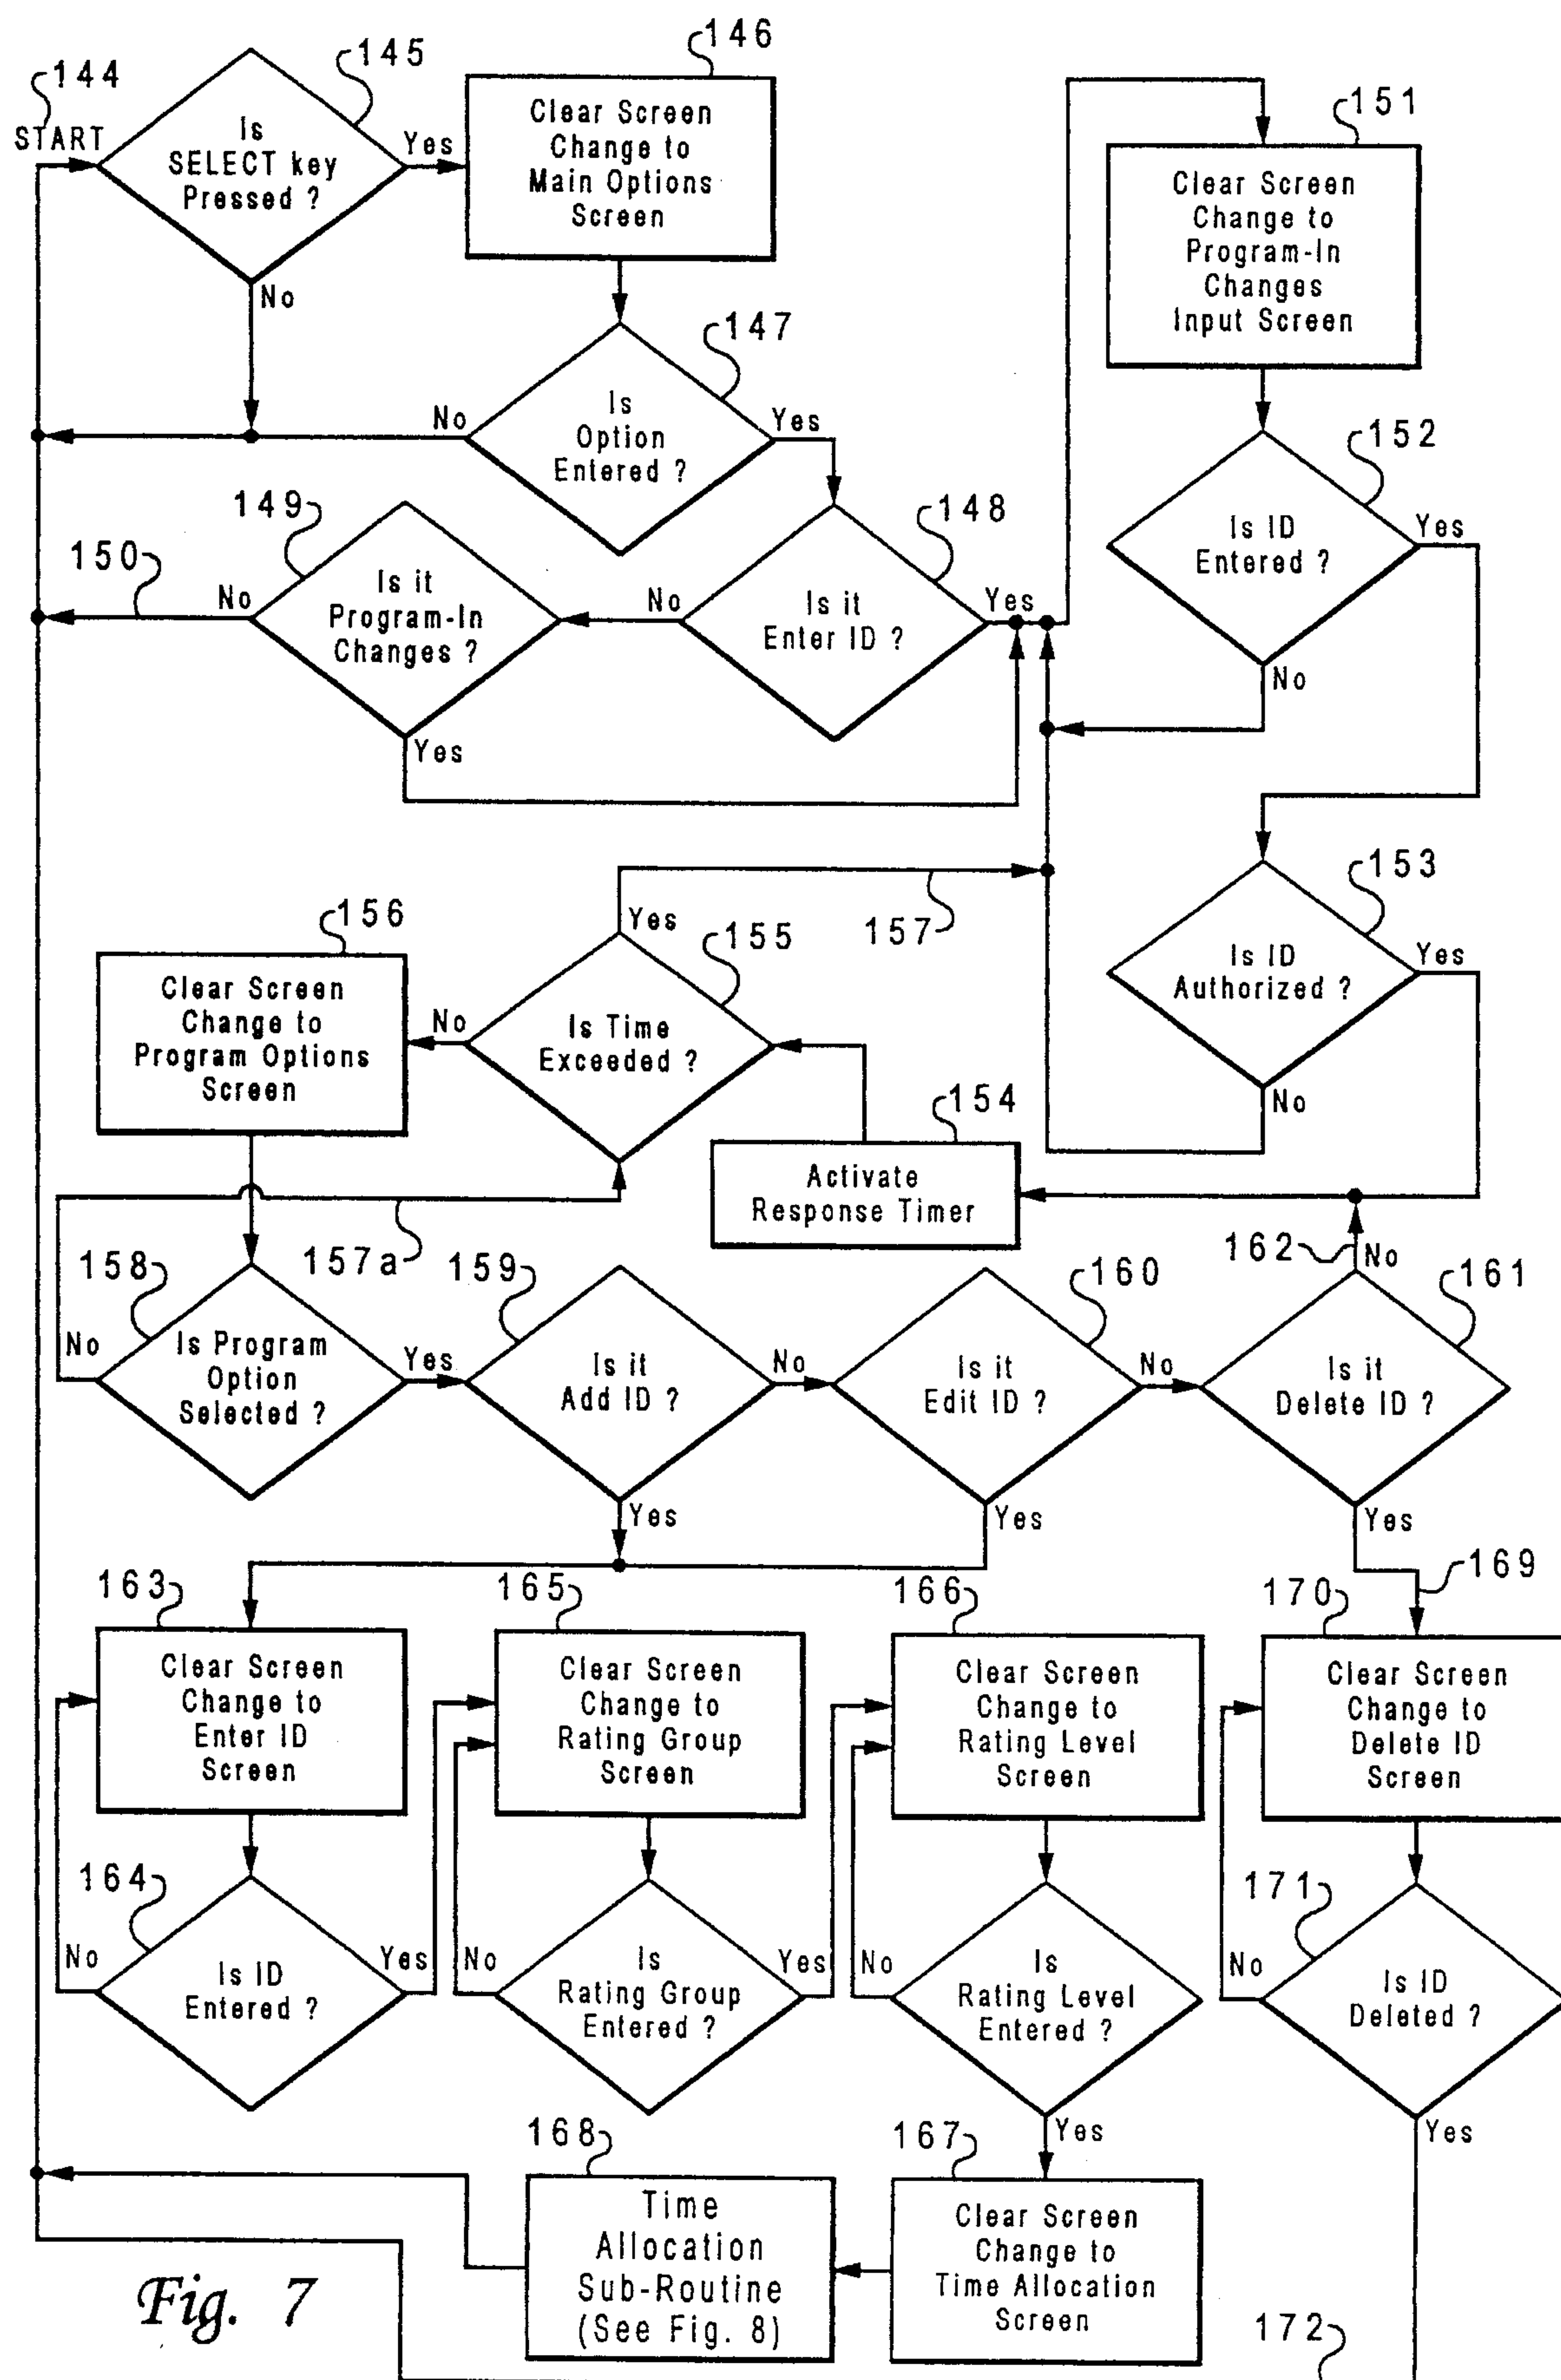 144
START
145
Is
SELECT key
Pressed ?
Yes
No
146
Clear Screen
Change to
Main Options
Screen
147
Is
Option
Entered ?
No
Yes
148
Is it
Enter ID ?
No
Yes
149
Is it
Program-In
Changes ?
No
Yes
150
151
Clear Screen
Change to
Program-In
Changes
Input Screen
152
Is ID
Entered ?
Yes
No
153
Is ID
Authorized ?
Yes
No
154
Activate
Response Timer
155
Is Time
Exceeded ?
Yes
No
157
156
Clear Screen
Change to
Program Options
Screen
157a
158
Is Program
Option
Selected ?
No
Yes
159
Is it
Add ID ?
No
Yes
160
Is it
Edit ID ?
No
Yes
161
Is it
Delete ID ?
162
No
Yes
163
Clear Screen
Change to
Enter ID
Screen
164
Is ID
Entered ?
No
Yes
165
Clear Screen
Change to
Rating Group
Screen
Is
Rating Group
Entered ?
No
Yes
166
Clear Screen
Change to
Rating Level
Screen
Is
Rating Level
Entered ?
No
Yes
169
170
Clear Screen
Change to
Delete ID
Screen
171
Is ID
Deleted ?
No
Yes
167
Clear Screen
Change to
Time Allocation
Screen
168
Time
Allocation
Sub-Routine
(See Fig. 8)
172
Fig. 7